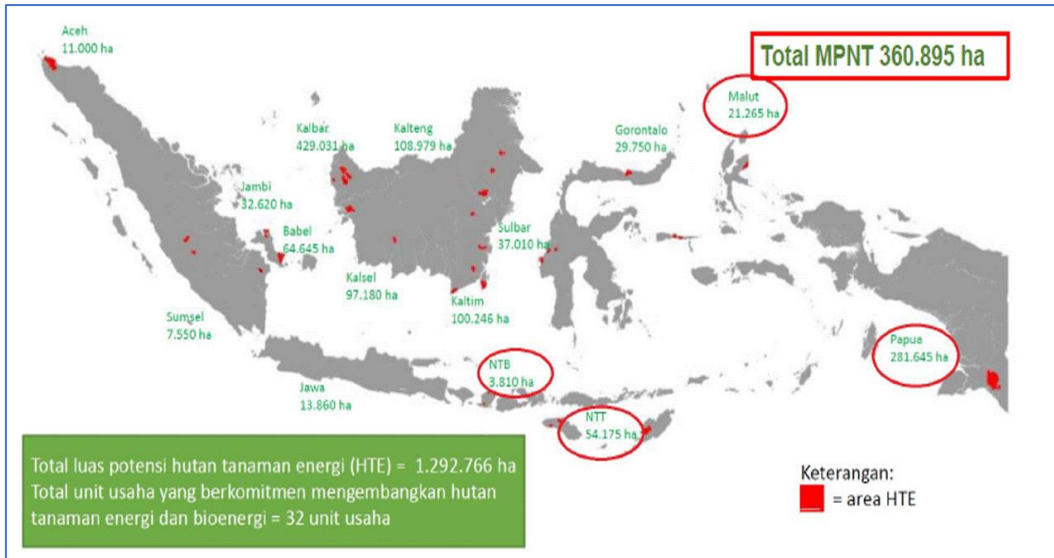 Aceh
11.000 ha
Total MPNT 360.895 ha
Malut
21.265 ha
Kalbar
429.031 ha
Kalteng
108.979 ha
Gorontalo
29.750 ha
Jambi
32.620 ha
Babel
64.645 ha
Sulbar
37.010 ha
Kalsel
97.180 ha
Kaltim
100.246 ha
Sumsel
7.550 ha
Papua
281.645 ha
NTB
3.810 ha
Jawa
13.860 ha
NTT
54.175 ha
Total luas potensi hutan tanaman energi (HTE) = 1.292.766 ha
Total unit usaha yang berkomitmen mengembangkan hutan
tanaman energi dan bioenergi = 32 unit usaha
Keterangan:
= area HTE